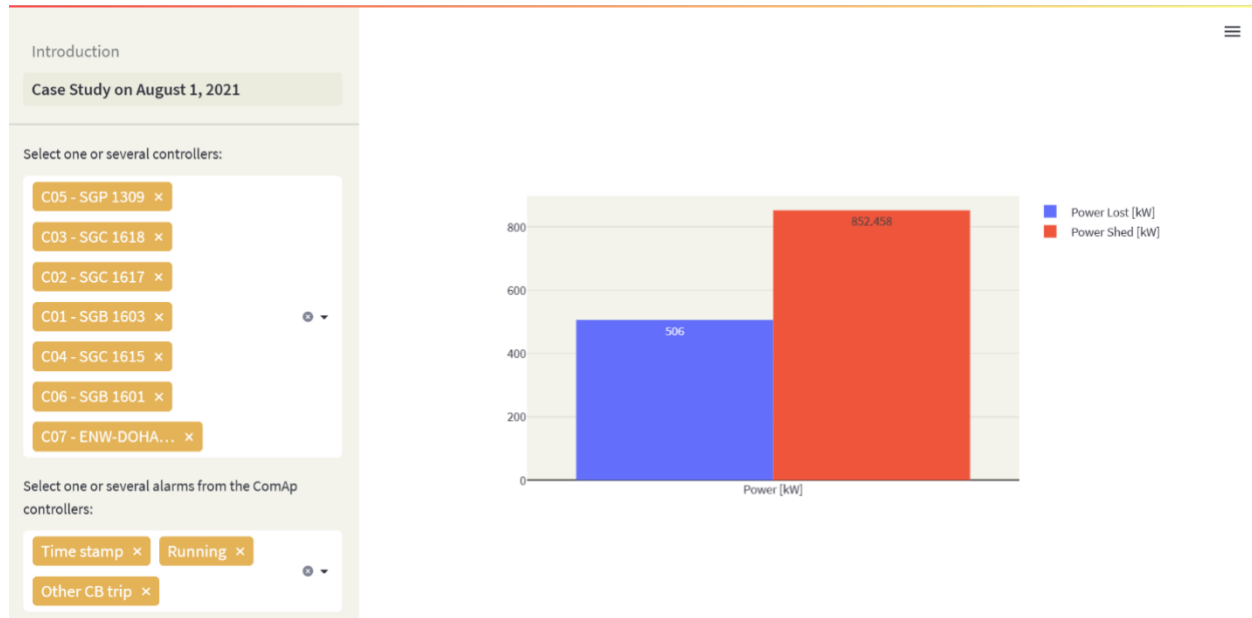 Introduction
Case Study on August 1, 2021
Select one or several controllers:
C05 - SGP 1309 ×
C03 - SGC 1618 ×
C02 - SGC 1617 ×
C01 - SGB 1603 ×
C04 - SGC 1615 ×
C06 - SGB 1601 ×
C07 - ENW-DOHA... ×
Select one or several alarms from the ComAp
controllers:
Time stamp × Running ×
Other CB trip ×
800
600
400
200
0
506
852.458
Power [kW]
Power Lost [kW]
Power Shed [kW]